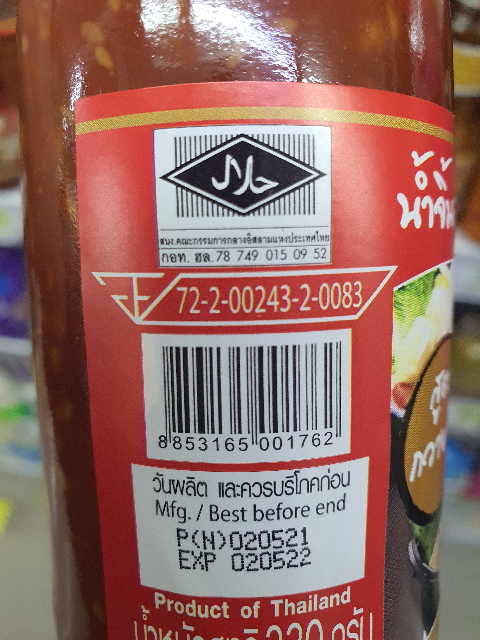 حلال
สนง.คณะกรรมการกลางอิสลามแห่งประเทศไทย
กอท. ฮล. 78 749 015 09 52
72-2-00243-2-0083
8 853165 001762
วันผลิต และควรบริโภคก่อน
Mfg. / Best before end
P(N)020521
EXP 020522
Product of Thailand